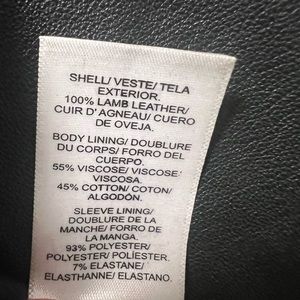 SHELL/ VESTE/ TELA
EXTERIOR.
100% LAMB LEATHER/
CUIR D' AGNEAU/ CUERO
DE OVEJA.
BODY LINING/ DOUBLURE
DU CORPS/ FORRO DEL
CUERPO.
55% VISCOSE/ VISCOSE/
VISCOSA.
45% COTTON/ COTON/
ALGODÓN.
SLEEVE LINING/
DOUBLURE DE LA
MANCHE/ FORRO DE
LA MANGA.
93% POLYESTER/
POLYESTER/ POLÍESTER.
7% ELASTANE/
ELASTHANNE/ ELASTANO.